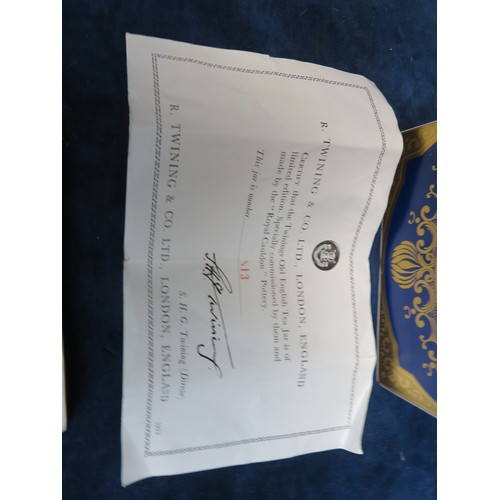 R. TWINING & CO. LTD., LONDON, ENGLAND
CERTIFY that the Twinings Old English Tea Jar is of
limited edition. Specially commissioned by them and
made by the "Royal Cauldon" Pottery.
This jar is number 813
S. H. G. Twining (Director)
R. TWINING & CO. LTD., LONDON, ENGLAND